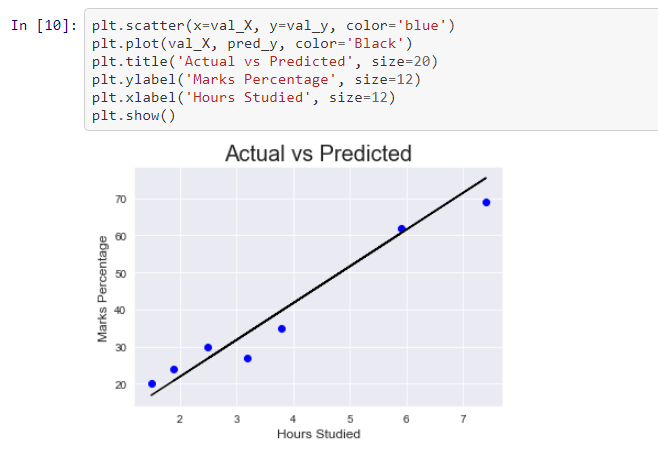 In [10]: plt.scatter(x=val_X, y=val_y, color='blue')
plt.plot(val_X, pred_y, color='Black')
plt.title('Actual vs Predicted', size=20)
plt.ylabel('Marks Percentage', size=12)
plt.xlabel('Hours Studied', size=12)
plt.show()
Actual vs Predicted
Marks Percentage
70
60
50
40
30
20
2 3 4 5 6 7
Hours Studied